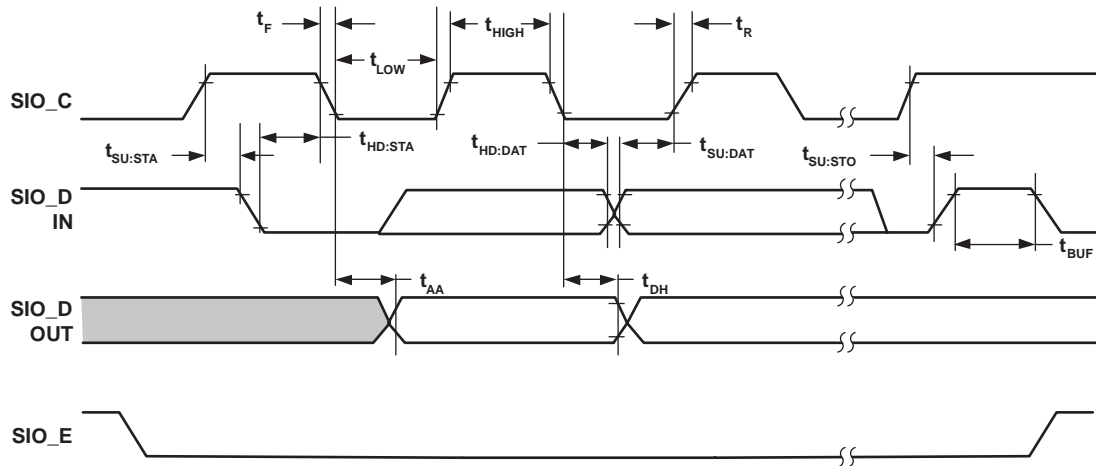 tF
tHIGH
tR
tLOW
SIO_C
tSU:STA
tHD:STA
tHD:DAT
tSU:DAT
tSU:STO
SIO_D
IN
tBUF
tAA
tDH
SIO_D
OUT
SIO_E